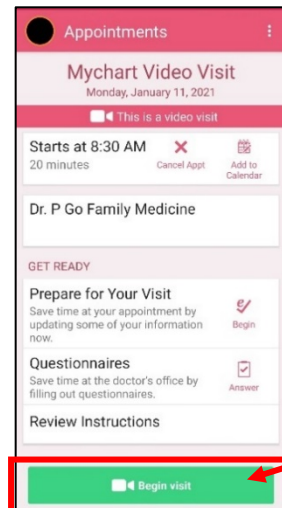 Appointments
Mychart Video Visit
Monday, January 11, 2021
This is a video visit
Starts at 8:30 AM
20 minutes
Cancel Appt
Add to
Calendar
Dr. P Go Family Medicine
GET READY
Prepare for Your Visit
Save time at your appointment by
updating some of your information
now.
Begin
Questionnaires
Save time at the doctor's office by
filling out questionnaires.
Answer
Review Instructions
Begin visit